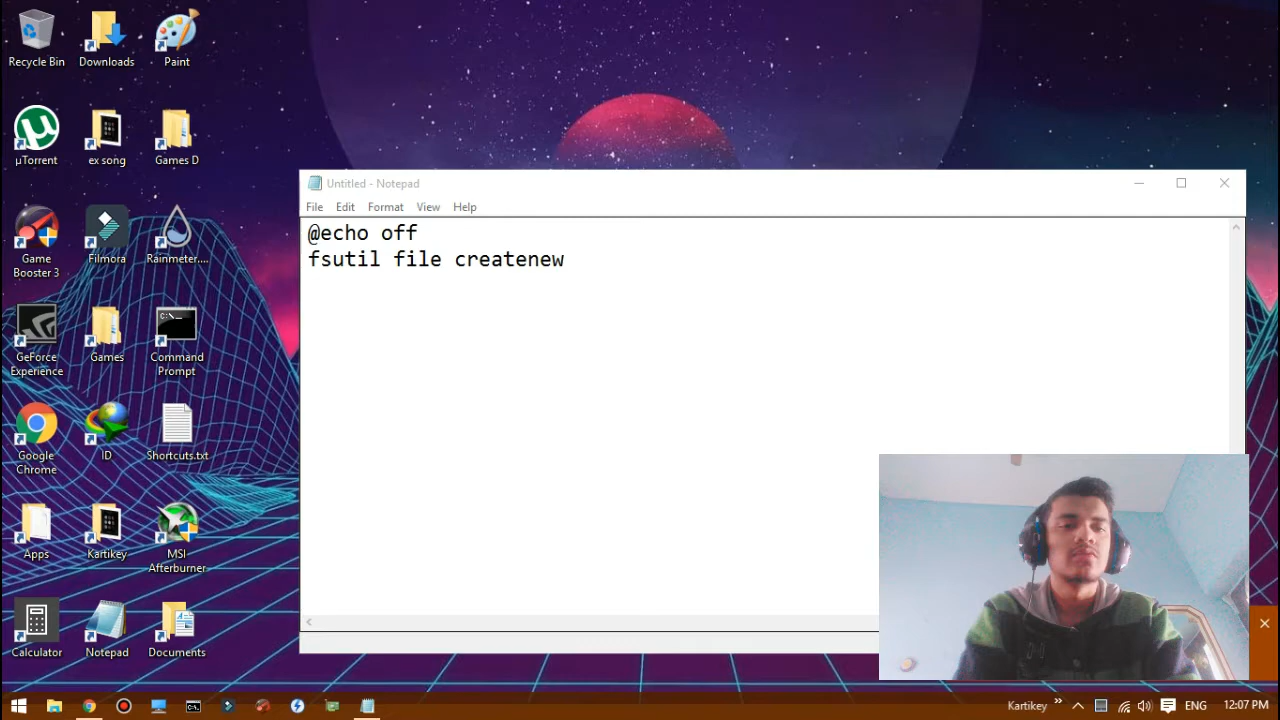 Recycle Bin
Downloads
Paint
µTorrent
ex song
Games D
Game
Booster 3
Filmora
Rainmeter....
GeForce
Experience
Games
C:\_
Command
Prompt
Google
Chrome
ID
Shortcuts.txt
Apps
Kartikey
MSI
Afterburner
Calculator
Notepad
Documents
Untitled - Notepad
File Edit Format View Help
@echo off
fsutil file createnew
Kartikey
ENG
12:07 PM